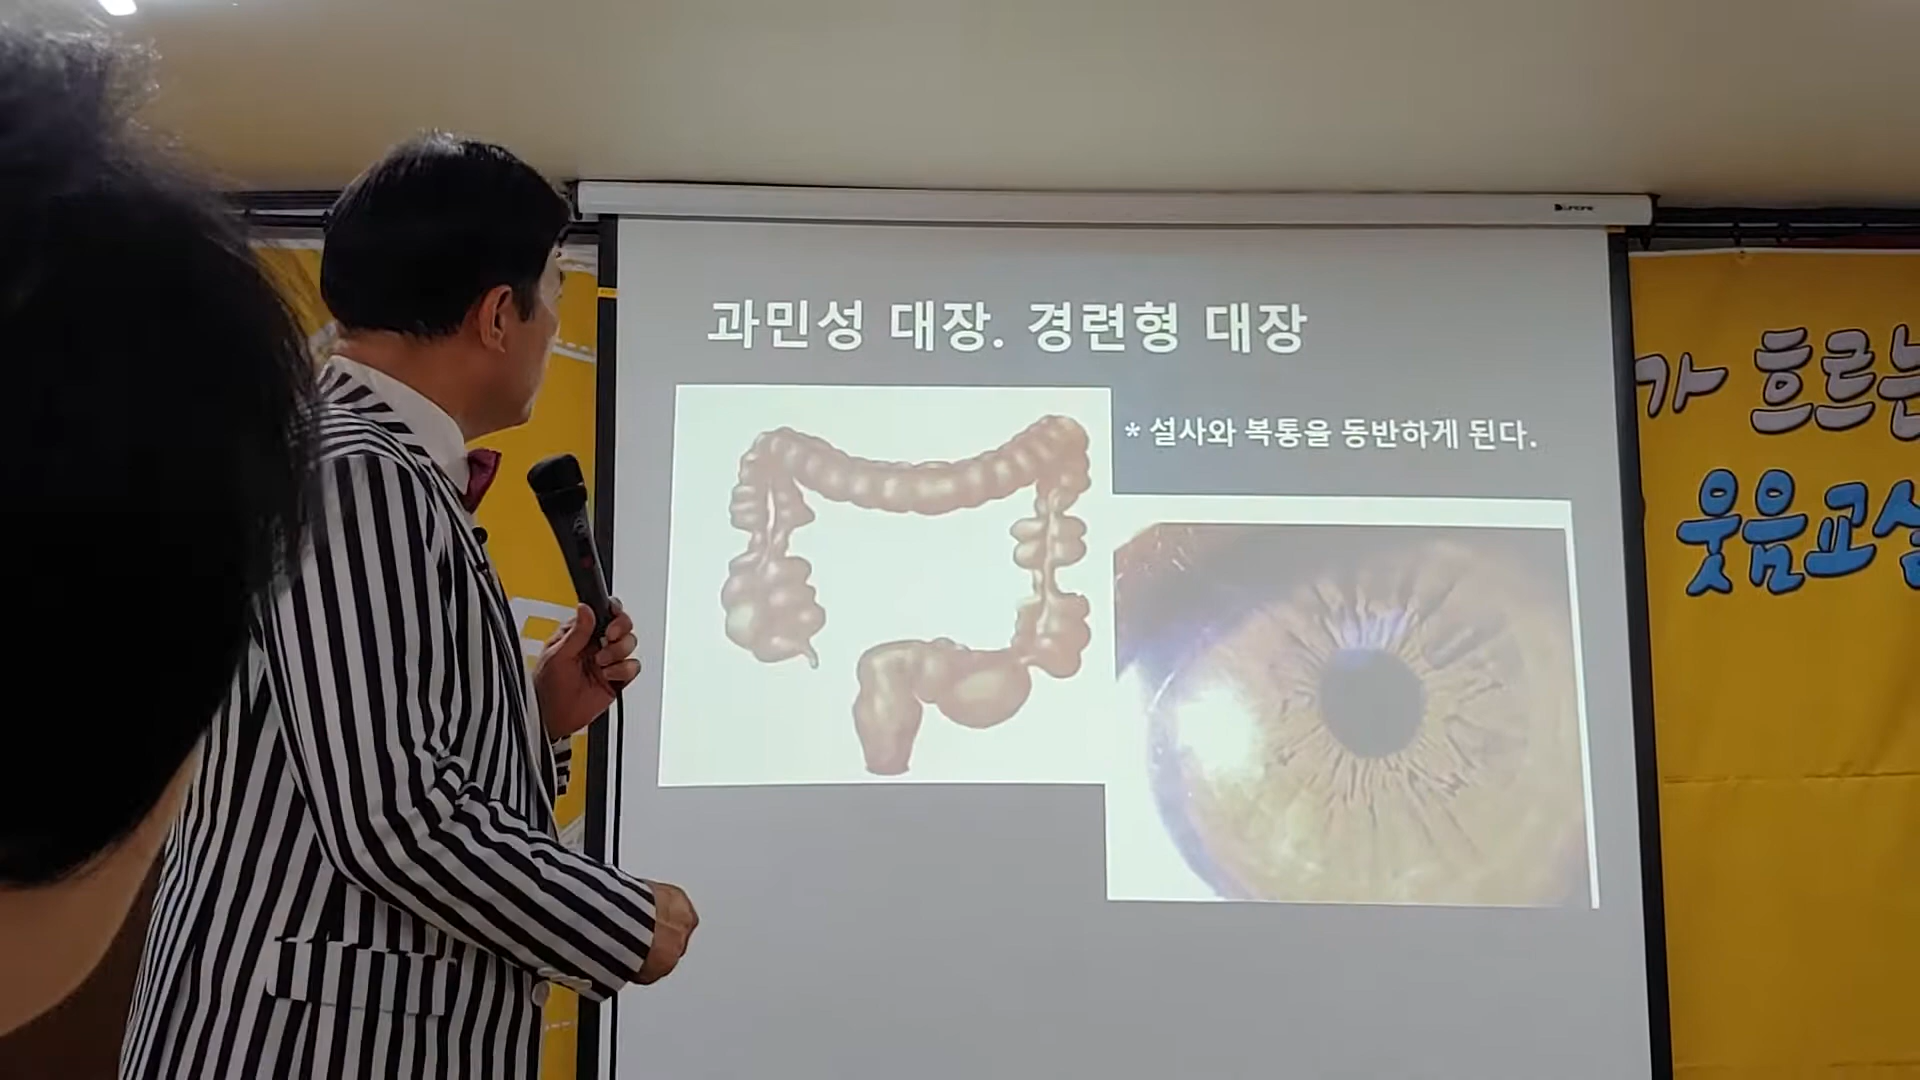 과민성 대장. 경련형 대장
* 설사와 복통을 동반하게 된다.
가 흐르는
웃음교실